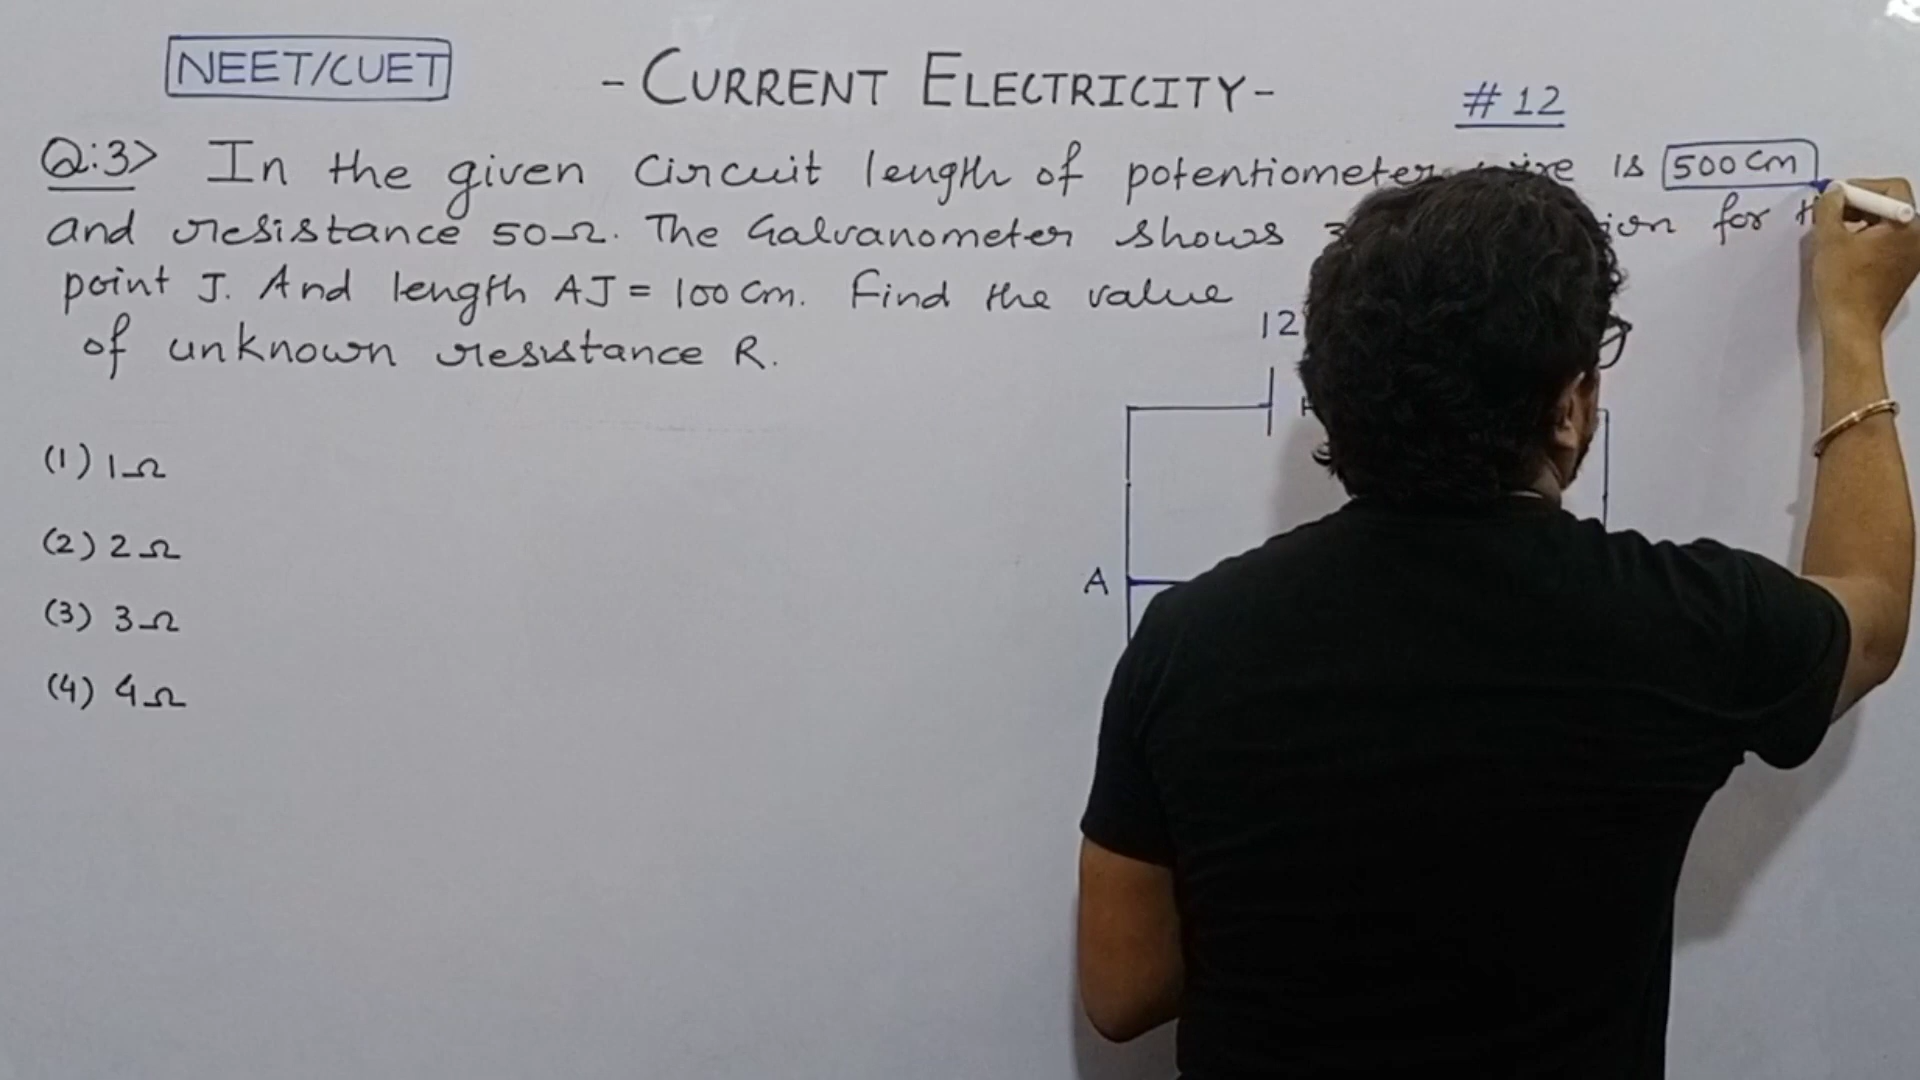 NEET/CUET
- CURRENT ELECTRICITY -
# 12
Q:3> In the given circuit length of potentiometer wire is 500 cm
and resistance 50Ω. The Galvanometer shows for
point J. And length AJ = 100 cm. Find the value
of unknown resistance R.
12
(1) 1Ω
(2) 2Ω
(3) 3Ω
(4) 4Ω
A